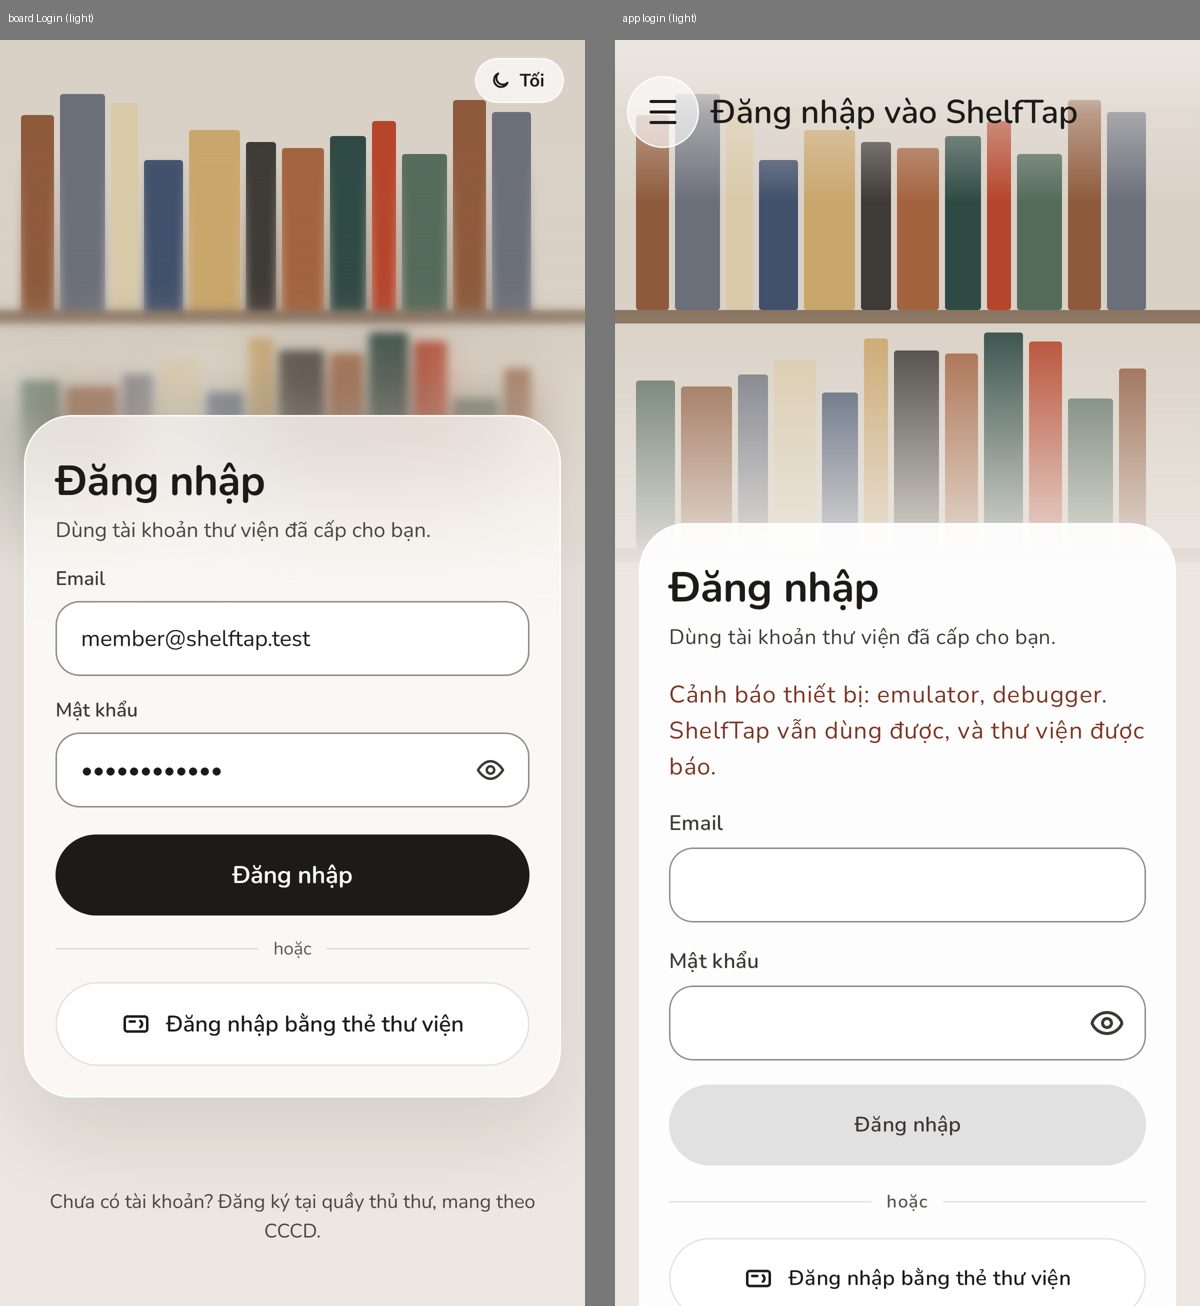 board Login (light)
Tối
Đăng nhập
Dùng tài khoản thư viện đã cấp cho bạn.
Email
member@shelftap.test
Mật khẩu
••••••••••••
Đăng nhập
hoặc
Đăng nhập bằng thẻ thư viện
Chưa có tài khoản? Đăng ký tại quầy thủ thư, mang theo
CCCD.
app login (light)
Đăng nhập vào ShelfTap
Đăng nhập
Dùng tài khoản thư viện đã cấp cho bạn.
Cảnh báo thiết bị: emulator, debugger.
ShelfTap vẫn dùng được, và thư viện được
báo.
Email
Mật khẩu
Đăng nhập
hoặc
Đăng nhập bằng thẻ thư viện